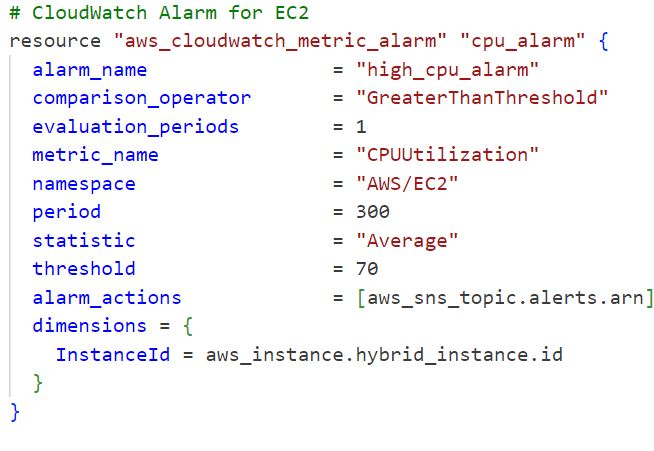 # CloudWatch Alarm for EC2
resource "aws_cloudwatch_metric_alarm" "cpu_alarm" {
  alarm_name                = "high_cpu_alarm"
  comparison_operator       = "GreaterThanThreshold"
  evaluation_periods        = 1
  metric_name               = "CPUUtilization"
  namespace                 = "AWS/EC2"
  period                    = 300
  statistic                 = "Average"
  threshold                 = 70
  alarm_actions             = [aws_sns_topic.alerts.arn]
  dimensions = {
    InstanceId = aws_instance.hybrid_instance.id
  }
}